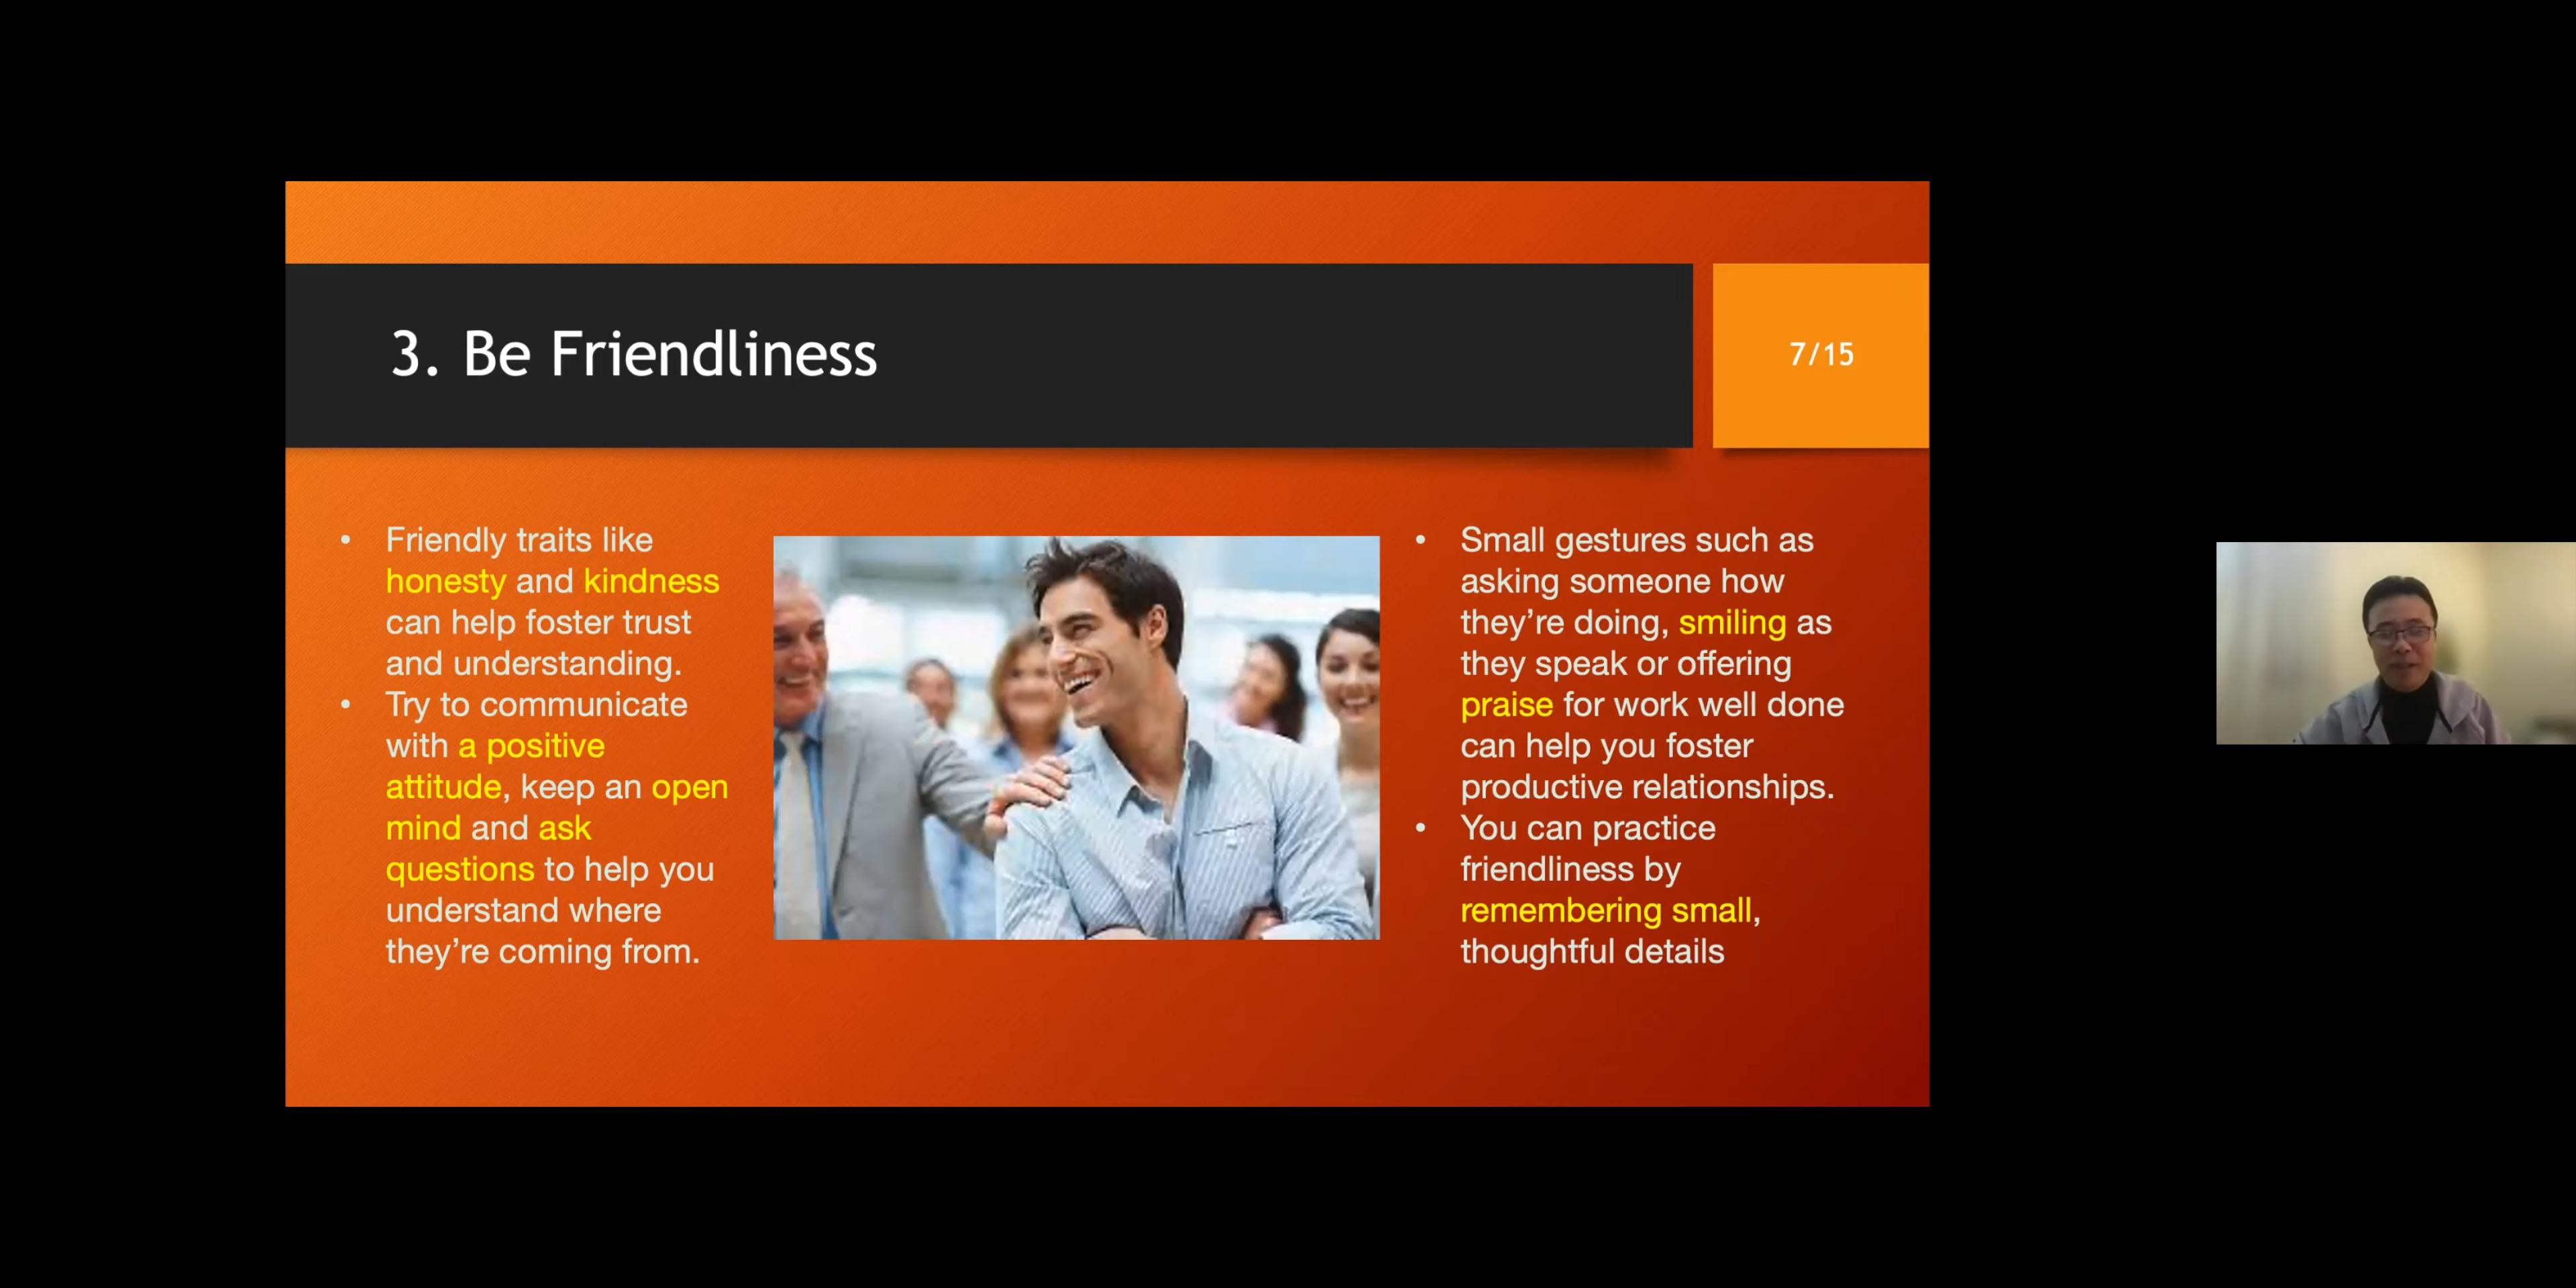 3. Be Friendliness
7/15
• Friendly traits like
honesty and kindness
can help foster trust
and understanding.
• Try to communicate
with a positive
attitude, keep an open
mind and ask
questions to help you
understand where
they’re coming from.
• Small gestures such as
asking someone how
they’re doing, smiling as
they speak or offering
praise for work well done
can help you foster
productive relationships.
• You can practice
friendliness by
remembering small,
thoughtful details